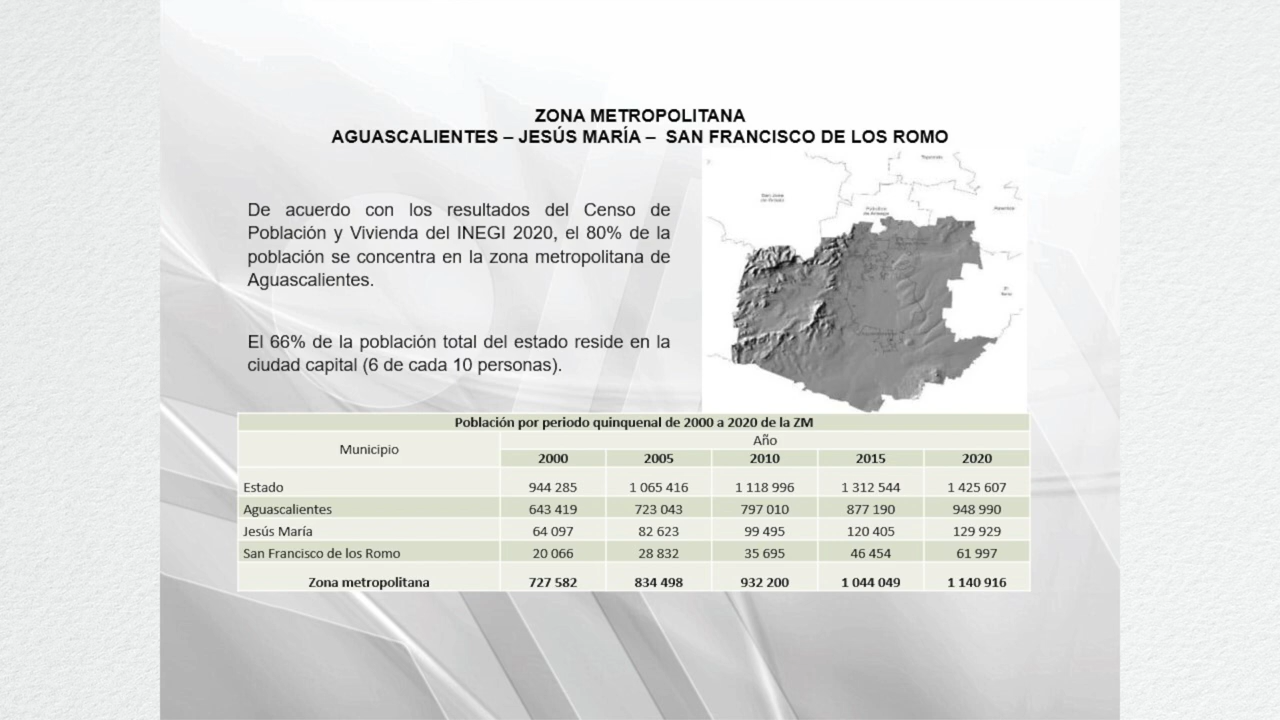 ZONA METROPOLITANA
AGUASCALIENTES – JESÚS MARÍA – SAN FRANCISCO DE LOS ROMO
De acuerdo con los resultados del Censo de
Población y Vivienda del INEGI 2020, el 80% de la
población se concentra en la zona metropolitana de
Aguascalientes.
El 66% de la población total del estado reside en la
ciudad capital (6 de cada 10 personas).
Población por periodo quinquenal de 2000 a 2020 de la ZM
Municipio Año
2000 2005 2010 2015 2020
Estado 944 285 1 065 416 1 118 996 1 312 544 1 425 607
Aguascalientes 643 419 723 043 797 010 877 190 948 990
Jesús María 64 097 82 623 99 495 120 405 129 929
San Francisco de los Romo 20 066 28 832 35 695 46 454 61 997
Zona metropolitana 727 582 834 498 932 200 1 044 049 1 140 916